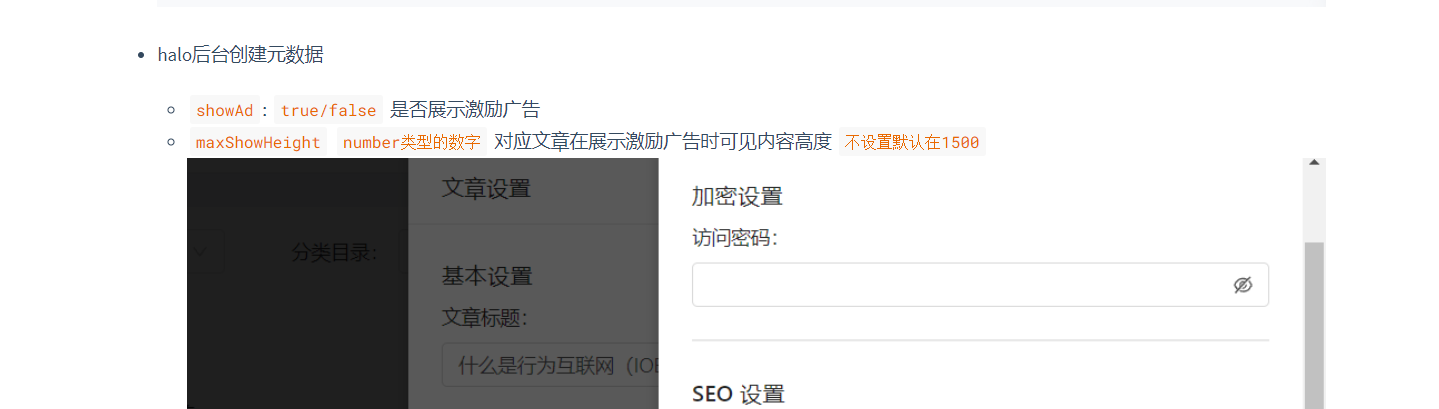 halo后台创建元数据
showAd : true/false 是否展示激励广告
maxShowHeight number类型的数字 对应文章在展示激励广告时可见内容高度 不设置默认在1500
文章设置
分类目录：
基本设置
文章标题：
什么是行为互联网（IOB
加密设置
访问密码：
SEO 设置